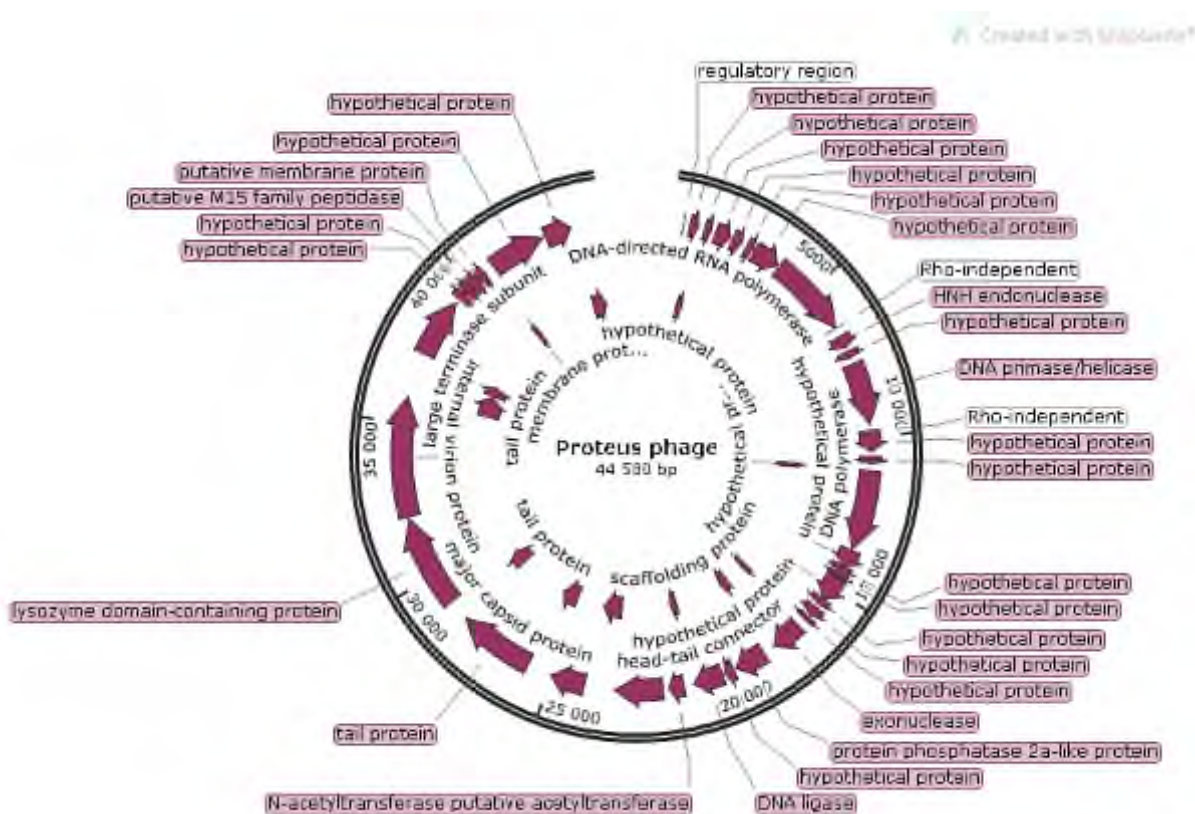 Created with SnapGene®
regulatory region
hypothetical protein
hypothetical protein
hypothetical protein
hypothetical protein
hypothetical protein
hypothetical protein
Rho-independent
HNH endonuclease
hypothetical protein
DNA primase/helicase
Rho-independent
hypothetical protein
hypothetical protein
hypothetical protein
hypothetical protein
hypothetical protein
hypothetical protein
hypothetical protein
exonuclease
protein phosphatase 2a-like protein
hypothetical protein
DNA ligase
N-acetyltransferase putative acetyltransferase
tail protein
lysozyme domain-containing protein
hypothetical protein
hypothetical protein
putative M15 family peptidase
putative membrane protein
hypothetical protein
hypothetical protein
5000
10 000
20 000
25 000
30 000
35 000
40 000
DNA-directed RNA polymerase
hypothetical protein
DNA polymerase
hypothetical protein
head-tail connector
major capsid protein
internal virion protein
large terminase subunit
hypothetical protein
hypothetical pr...
scaffolding protein
tail protein
tail protein
membrane prot...
Proteus phage
44 580 bp